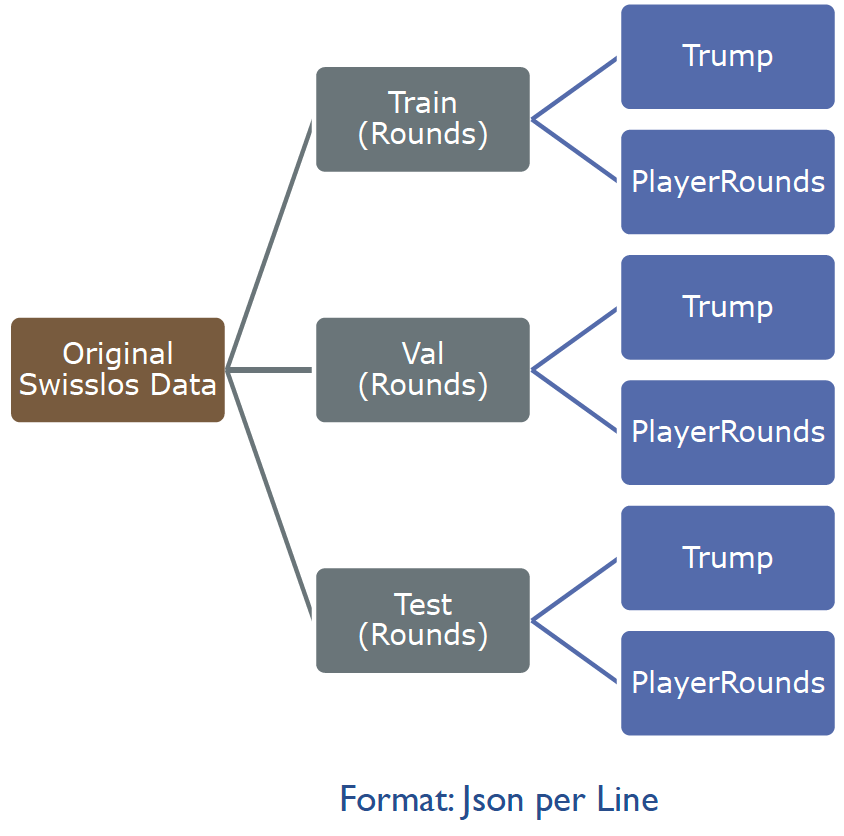 Original
Swisslos Data
Train
(Rounds)
Trump
PlayerRounds
Val
(Rounds)
Trump
PlayerRounds
Test
(Rounds)
Trump
PlayerRounds
Format: Json per Line